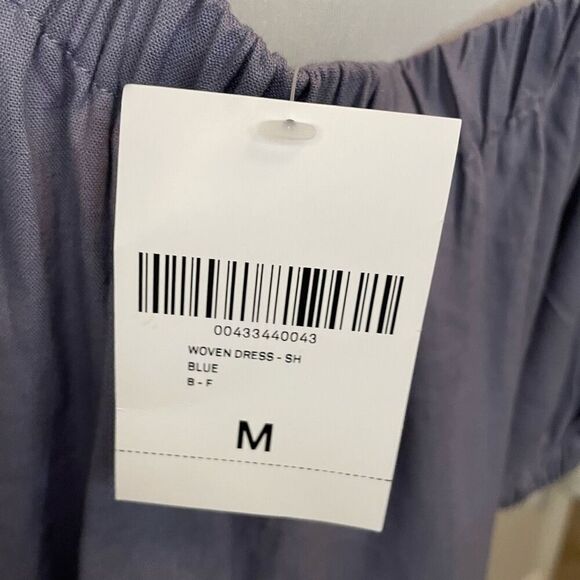 00433440043
WOVEN DRESS - SH
BLUE
B - F
M